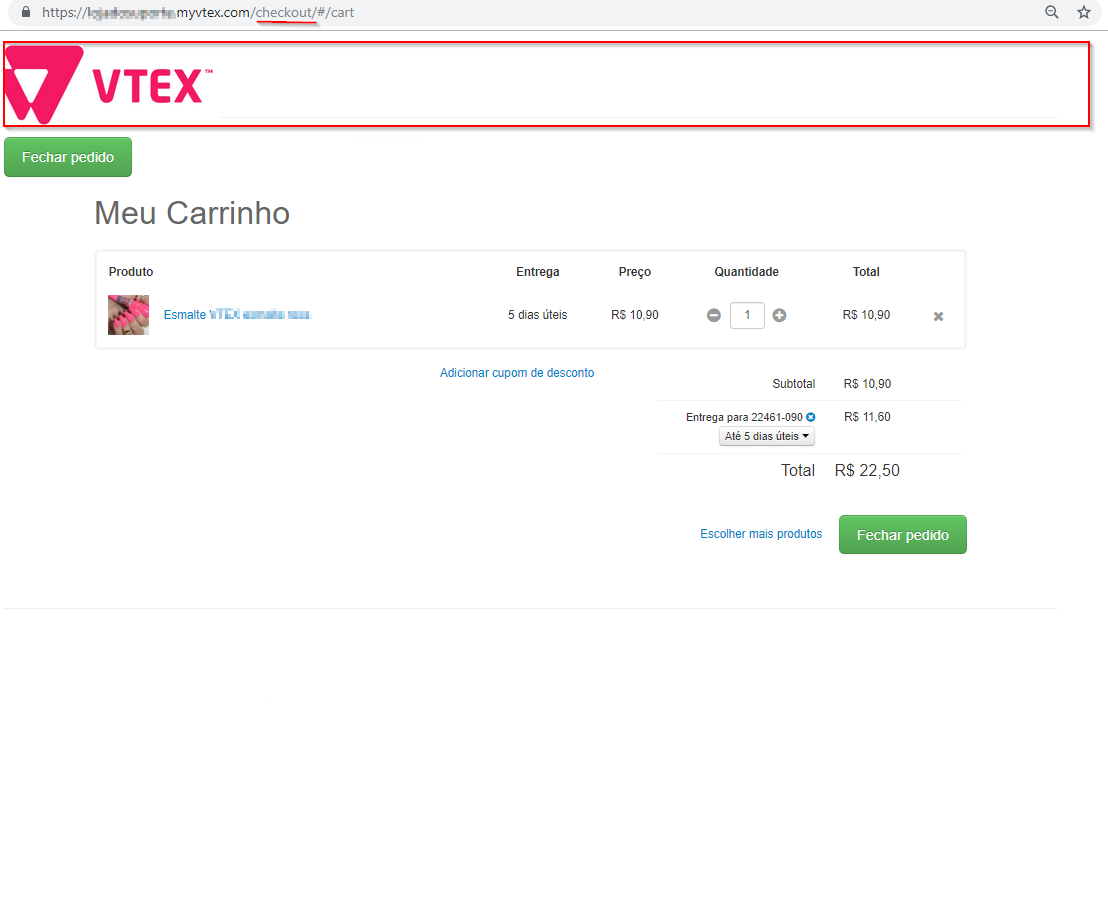 https:// .myvtex.com/checkout/#/cart
VTEX™
Fechar pedido
Meu Carrinho
Produto Entrega Preço Quantidade Total
Esmalte 5 dias úteis R$ 10,90 1 R$ 10,90
Adicionar cupom de desconto
Subtotal R$ 10,90
Entrega para 22461-090 R$ 11,60
Até 5 dias úteis
Total R$ 22,50
Escolher mais produtos Fechar pedido